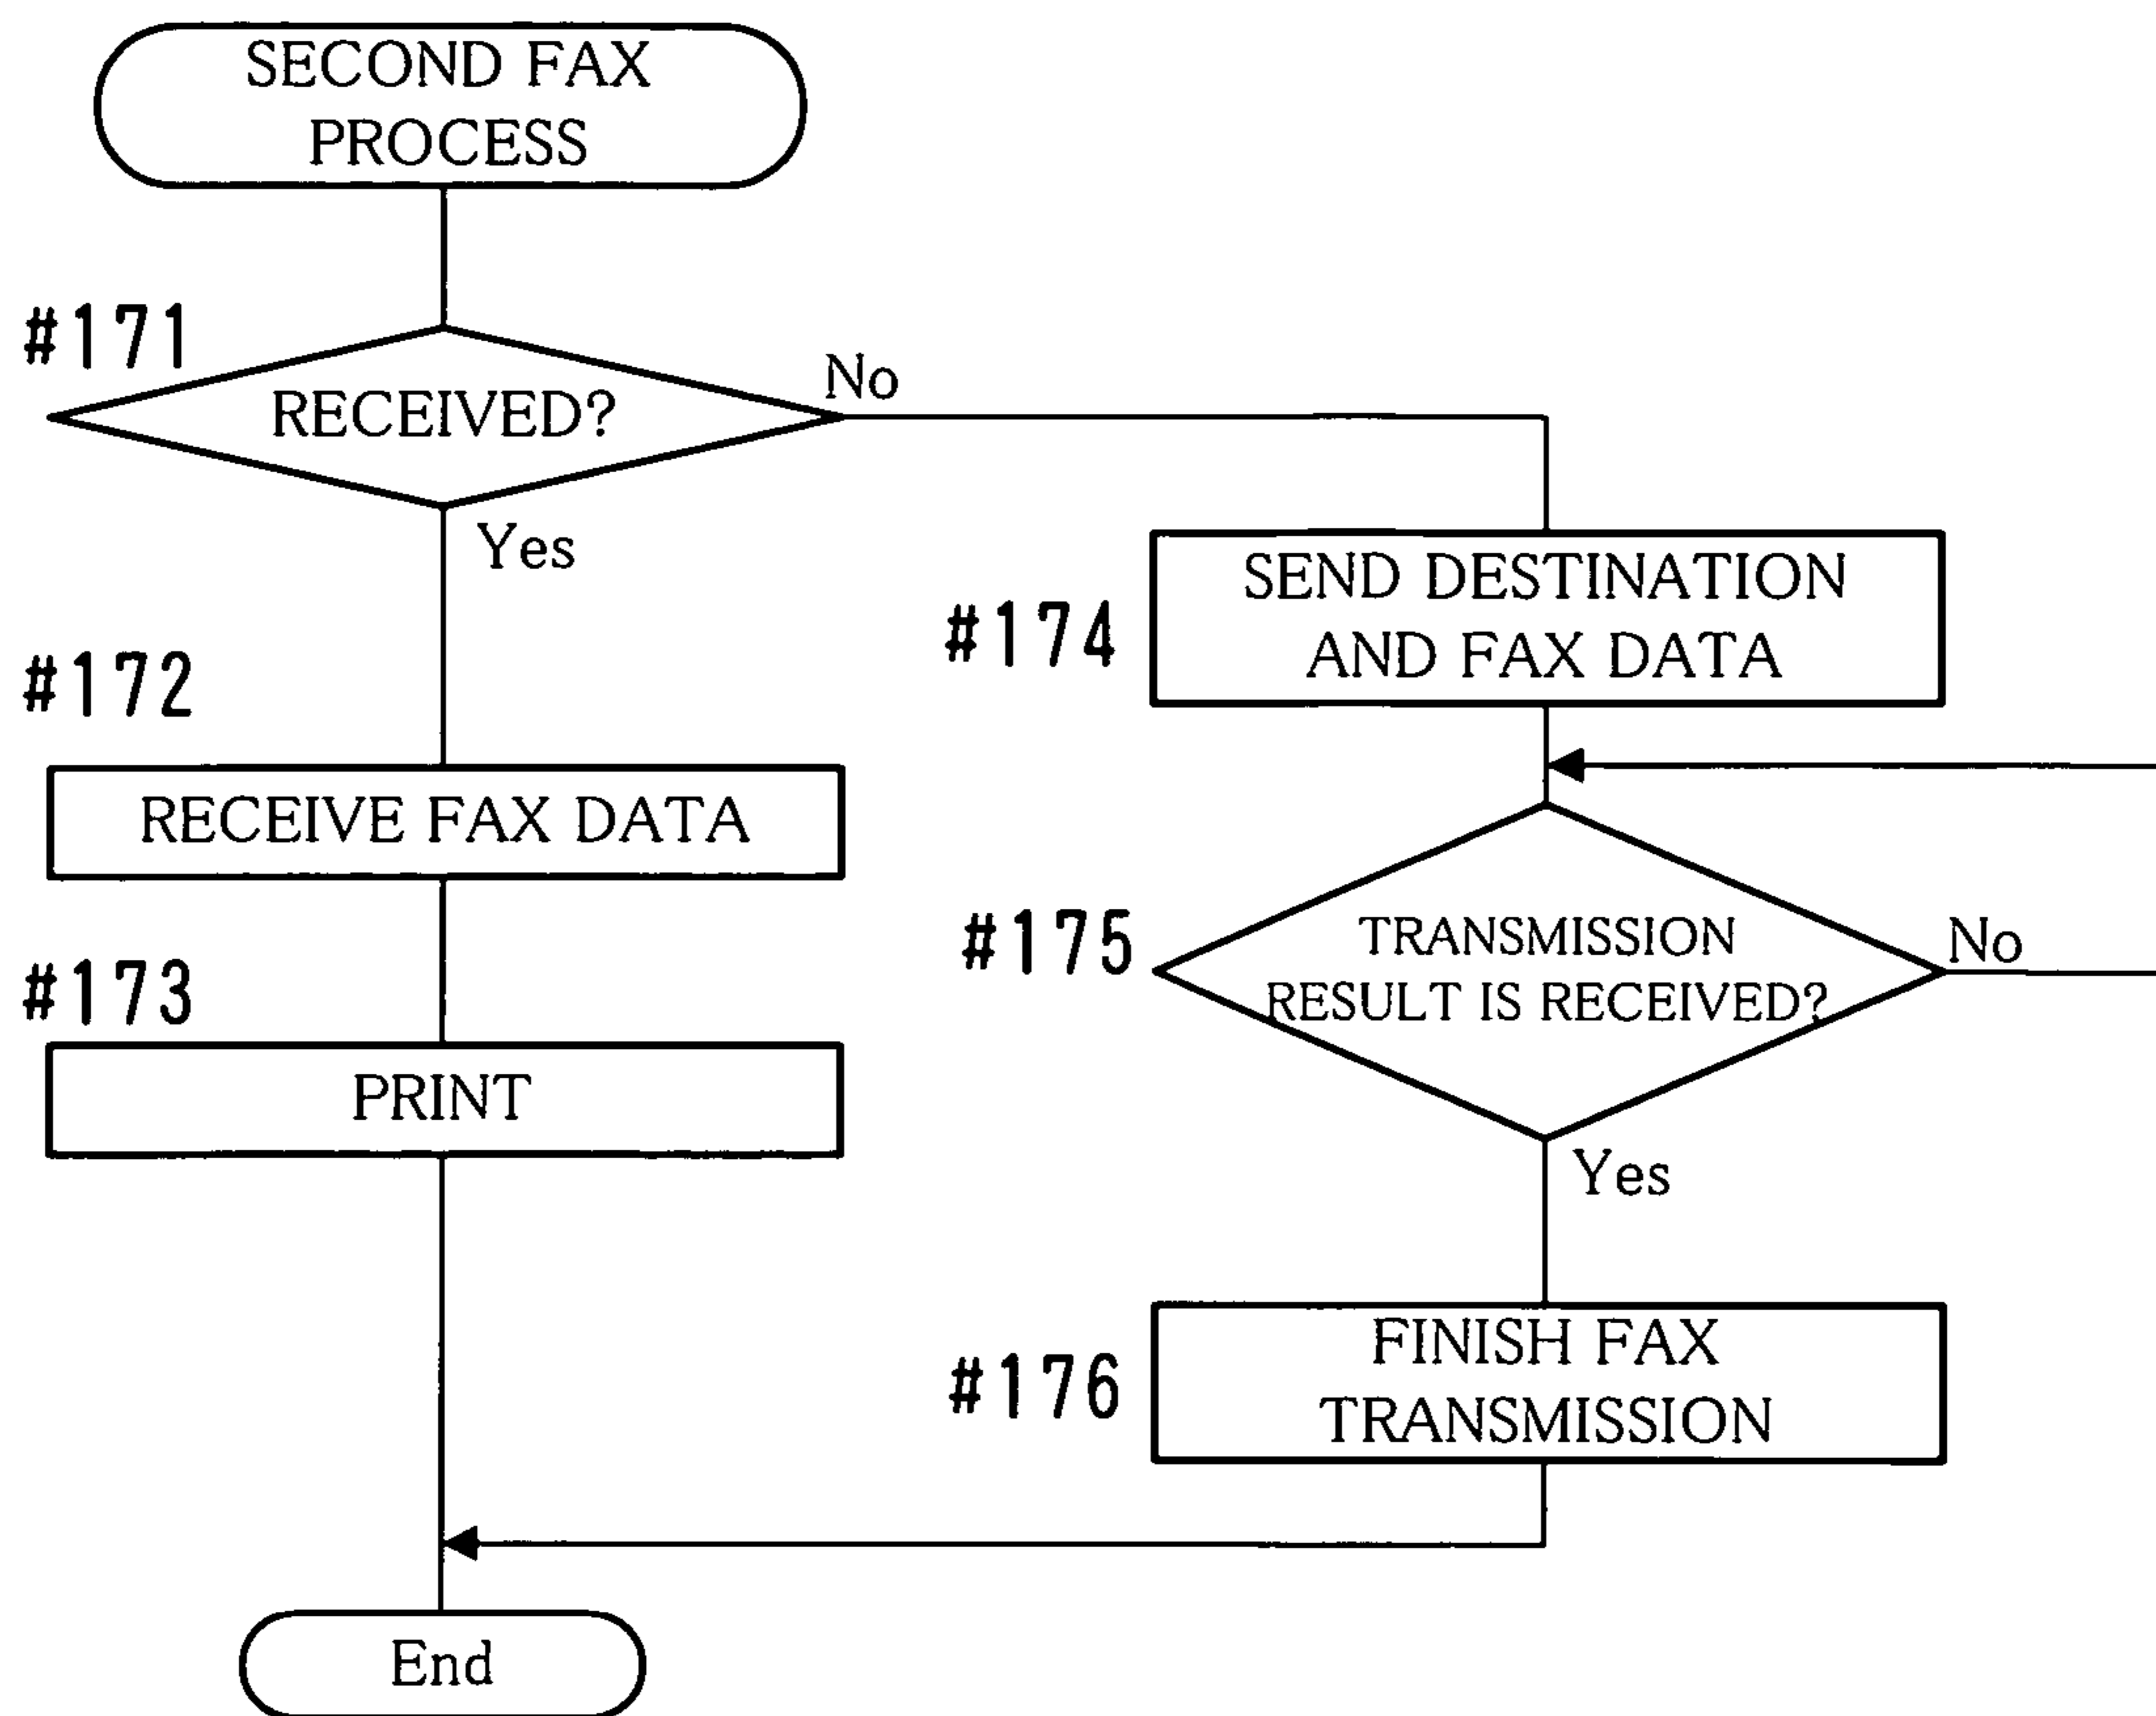 SECOND FAX
PROCESS
#171
RECEIVED?
No
Yes
#172
RECEIVE FAX DATA
#173
PRINT
#174
SEND DESTINATION
AND FAX DATA
#175
TRANSMISSION
RESULT IS RECEIVED?
No
Yes
#176
FINISH FAX
TRANSMISSION
End